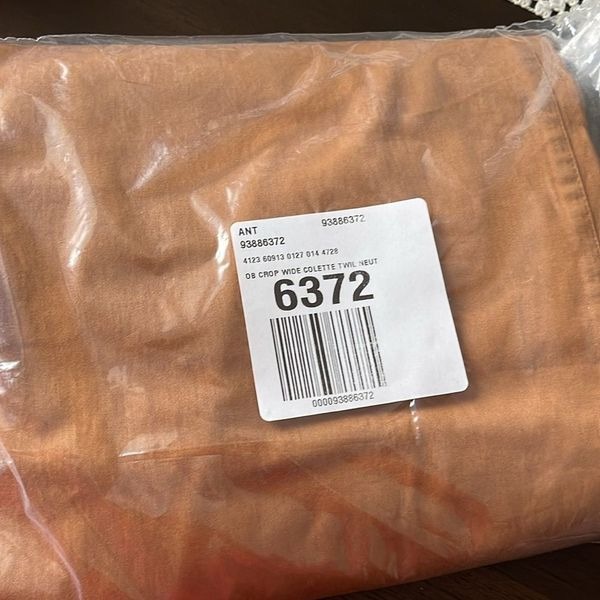 ANT 93886372
93886372
4123 60913 0127 014 4728
OB CROP WIDE COLETTE TWIL NEUT
6372
000093886372